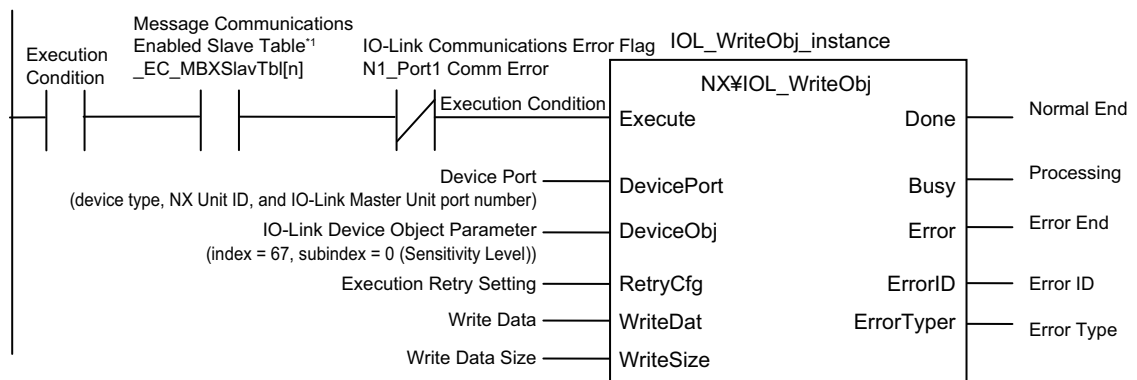 Message Communications
Enabled Slave Table*1
_EC_MBXSlavTbl[n]
Execution
Condition
IO-Link Communications Error Flag
N1_Port1 Comm Error
IOL_WriteObj_instance
NX¥IOL_WriteObj
Execution Condition
Execute
Done
Normal End
Device Port
(device type, NX Unit ID, and IO-Link Master Unit port number)
DevicePort
Busy
Processing
IO-Link Device Object Parameter
(index = 67, subindex = 0 (Sensitivity Level))
DeviceObj
Error
Error End
Execution Retry Setting
RetryCfg
ErrorID
Error ID
Write Data
WriteDat
ErrorTyper
Error Type
Write Data Size
WriteSize